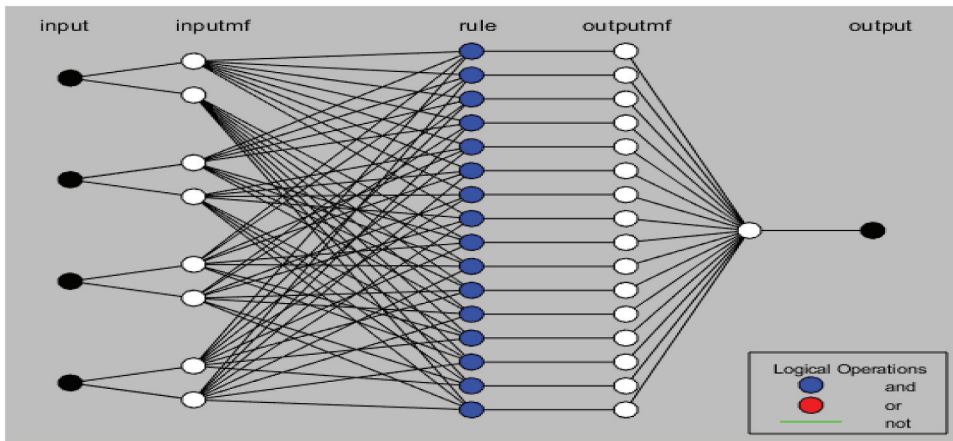 input inputmf rule outputmf output
Logical Operations
and
or
not